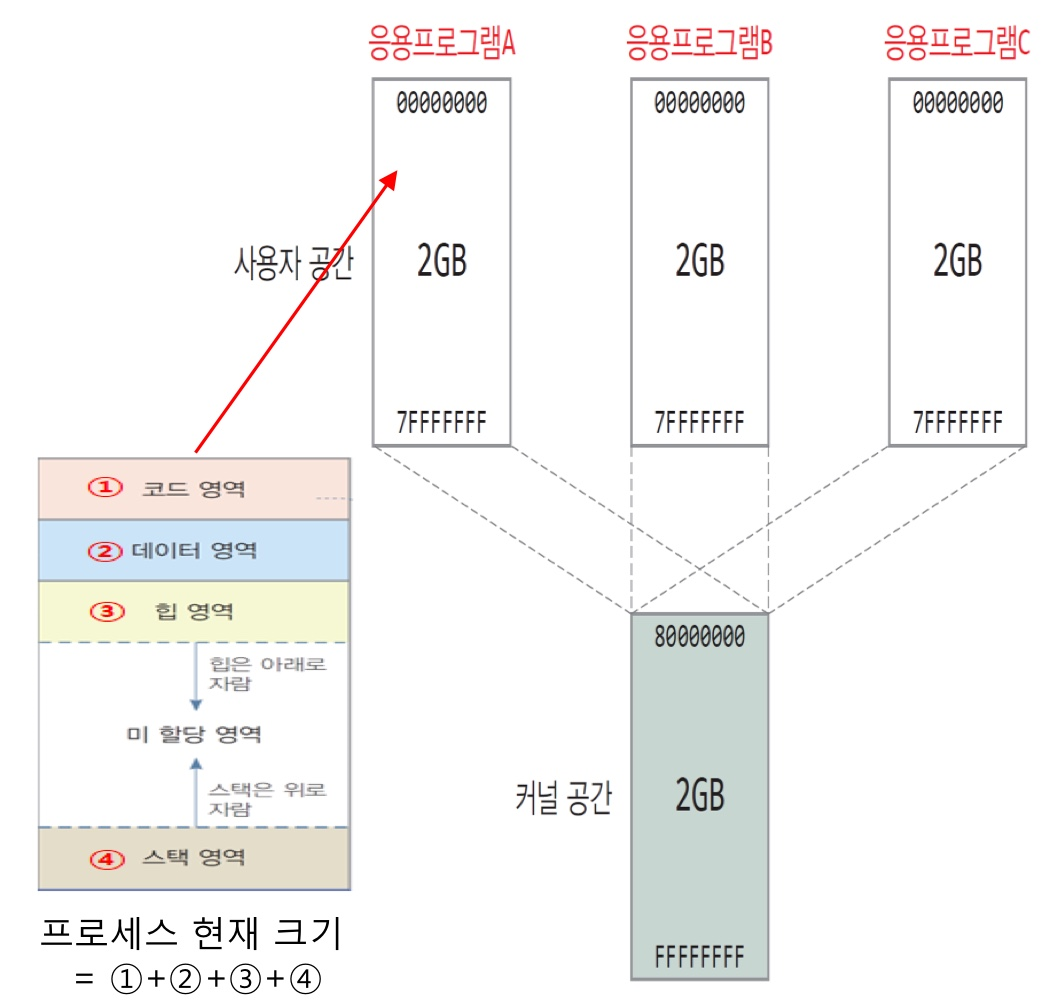 응용프로그램A
응용프로그램B
응용프로그램C
00000000
00000000
00000000
사용자 공간
2GB
2GB
2GB
7FFFFFFF
7FFFFFFF
7FFFFFFF
① 코드 영역
② 데이터 영역
③ 힙 영역
힙은 아래로
자람
미 할당 영역
스택은 위로
자람
④ 스택 영역
프로세스 현재 크기
= ①+②+③+④
80000000
커널 공간
2GB
FFFFFFFF